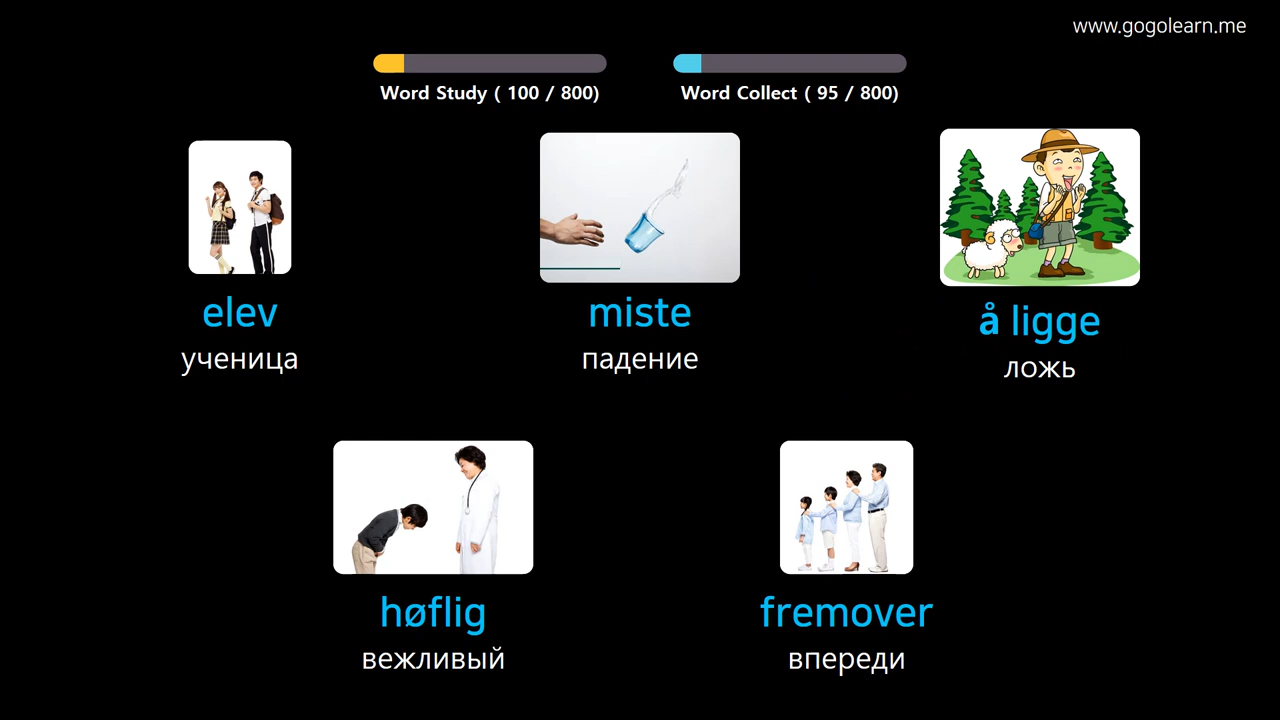 www.gogolearn.me
Word Study ( 100 / 800)
Word Collect ( 95 / 800)
elev
ученица
miste
падение
å ligge
ложь
høflig
вежливый
fremover
впереди